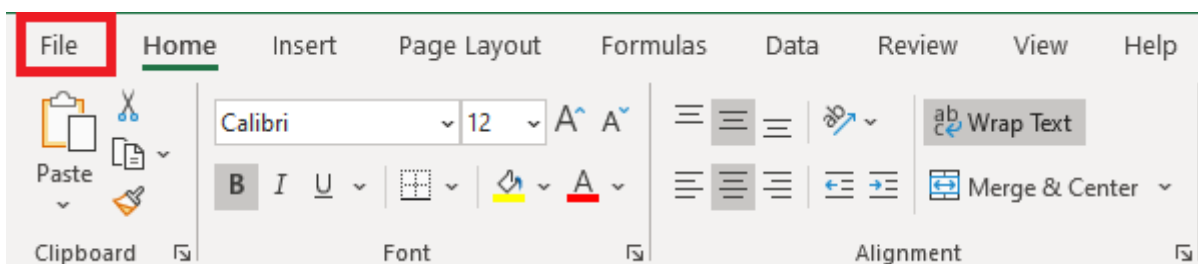 File Home Insert Page Layout Formulas Data Review View Help
Calibri 12 A A ab Wrap Text
Paste B I U A Merge & Center
Clipboard Font Alignment